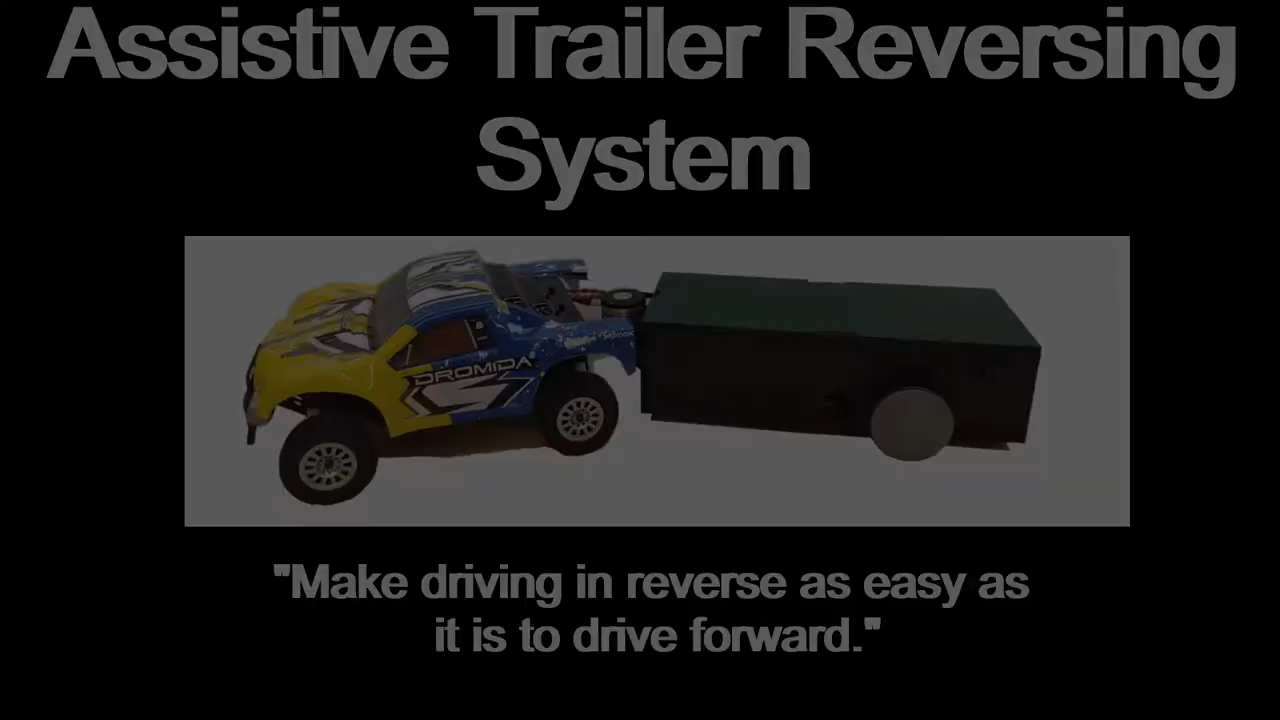 Assistive Trailer Reversing
System
DROMIDA
"Make driving in reverse as easy as
it is to drive forward."